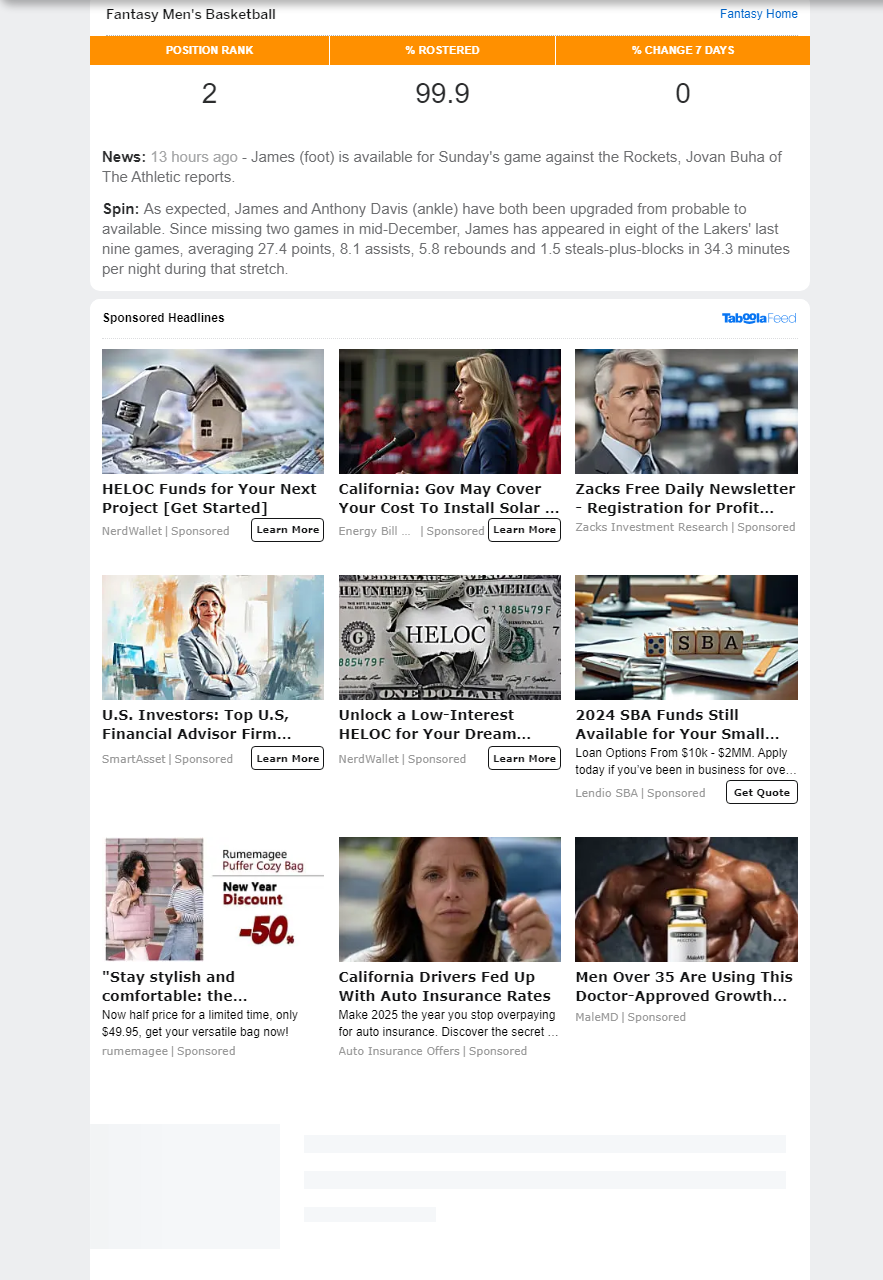 Fantasy Men's Basketball
Fantasy Home
POSITION RANK
% ROSTERED
% CHANGE 7 DAYS
2
99.9
0
News: 13 hours ago - James (foot) is available for Sunday's game against the Rockets, Jovan Buha of
The Athletic reports.
Spin: As expected, James and Anthony Davis (ankle) have both been upgraded from probable to
available. Since missing two games in mid-December, James has appeared in eight of the Lakers' last
nine games, averaging 27.4 points, 8.1 assists, 5.8 rebounds and 1.5 steals-plus-blocks in 34.3 minutes
per night during that stretch.
Sponsored Headlines
Taboola Feed
HELOC Funds for Your Next
Project [Get Started]
NerdWallet | Sponsored
Learn More
California: Gov May Cover
Your Cost To Install Solar ...
Energy Bill ... | Sponsored
Learn More
Zacks Free Daily Newsletter
- Registration for Profit...
Zacks Investment Research | Sponsored
U.S. Investors: Top U.S,
Financial Advisor Firm...
SmartAsset | Sponsored
Learn More
THE UNITED S OF AMERICA
G 1885479F
HELOC
885479F
ONE DOLLAR
Unlock a Low-Interest
HELOC for Your Dream...
NerdWallet | Sponsored
Learn More
SBA
2024 SBA Funds Still
Available for Your Small...
Loan Options From $10k - $2MM. Apply
today if you've been in business for ove...
Lendio SBA | Sponsored
Get Quote
Rumemagee
Puffer Cozy Bag
New Year
Discount
-50%
"Stay stylish and
comfortable: the...
Now half price for a limited time, only
$49.95, get your versatile bag now!
rumemagee | Sponsored
California Drivers Fed Up
With Auto Insurance Rates
Make 2025 the year you stop overpaying
for auto insurance. Discover the secret ...
Auto Insurance Offers | Sponsored
MaleMD
Men Over 35 Are Using This
Doctor-Approved Growth...
MaleMD | Sponsored